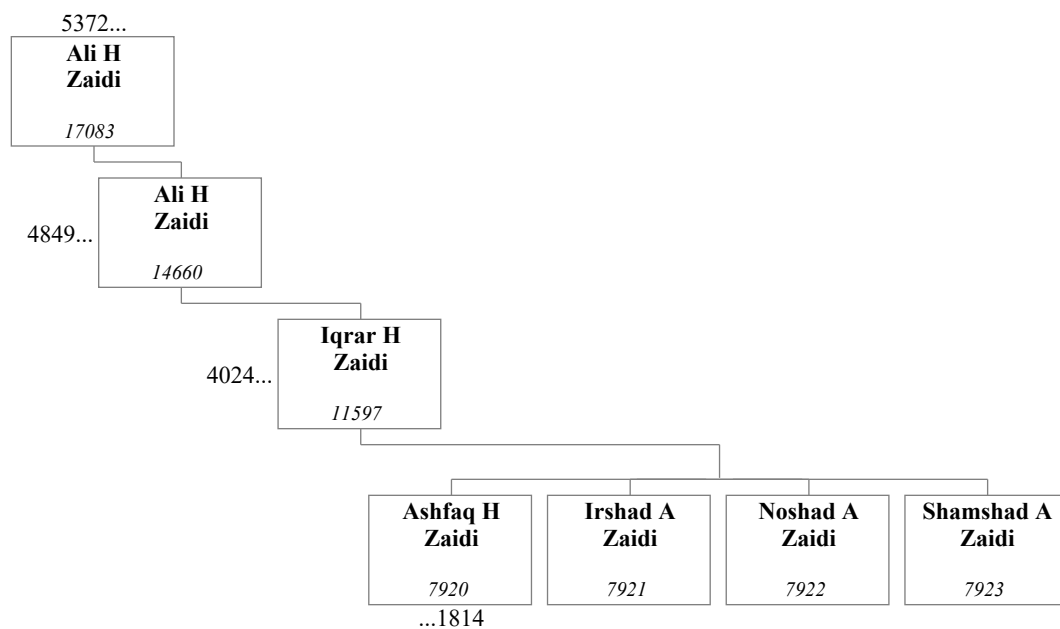 5372...
Ali H
Zaidi
17083
Ali H
Zaidi
4849...
14660
Iqrar H
Zaidi
4024...
11597
Ashfaq H
Zaidi
7920
...1814
Irshad A
Zaidi
7921
Noshad A
Zaidi
7922
Shamshad A
Zaidi
7923